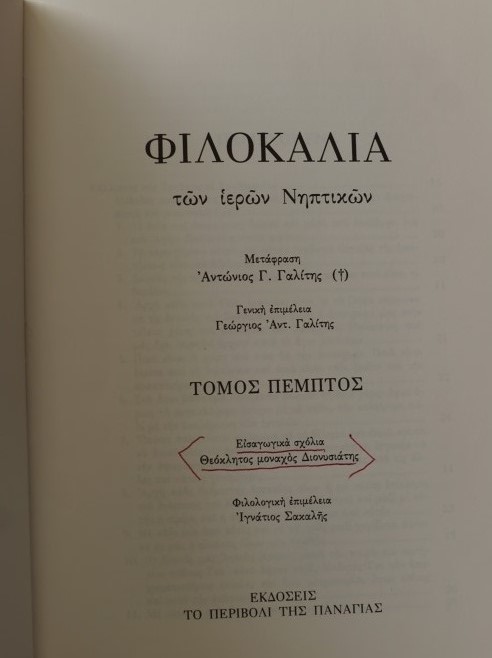 ΦΙΛΟΚΑΛΙΑ
τῶν ἱερῶν Νηπτικῶν
Μετάφραση
Ἀντώνιος Γ. Γαλίτης (†)
Γενικὴ ἐπιμέλεια
Γεώργιος Ἀντ. Γαλίτης
ΤΟΜΟΣ ΠΕΜΠΤΟΣ
Εἰσαγωγικὰ σχόλια
Θεόκλητος μοναχὸς Διονυσιάτης
Φιλολογικὴ ἐπιμέλεια
Ἰγνάτιος Σακαλῆς
ΕΚΔΟΣΕΙΣ
ΤΟ ΠΕΡΙΒΟΛΙ ΤΗΣ ΠΑΝΑΓΙΑΣ